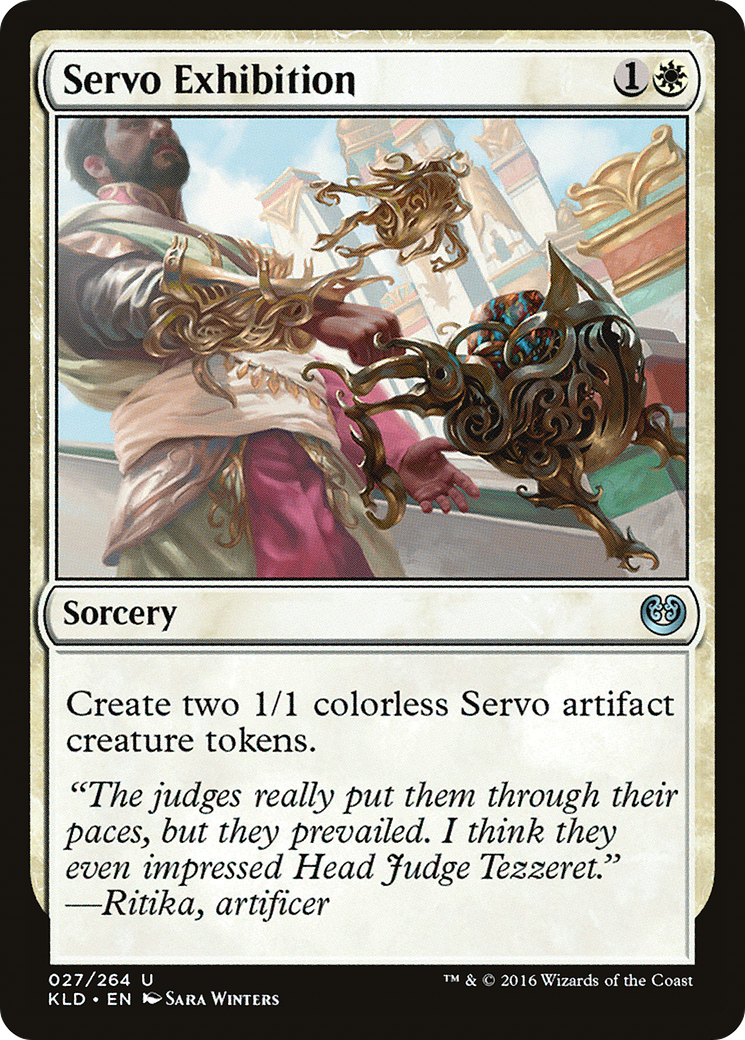 Servo Exhibition 1
Sorcery
Create two 1/1 colorless Servo artifact
creature tokens.
“The judges really put them through their
paces, but they prevailed. I think they
even impressed Head Judge Tezzeret.”
—Ritika, artificer
027/264 U
™ & © 2016 Wizards of the Coast
KLD • EN Sara Winters